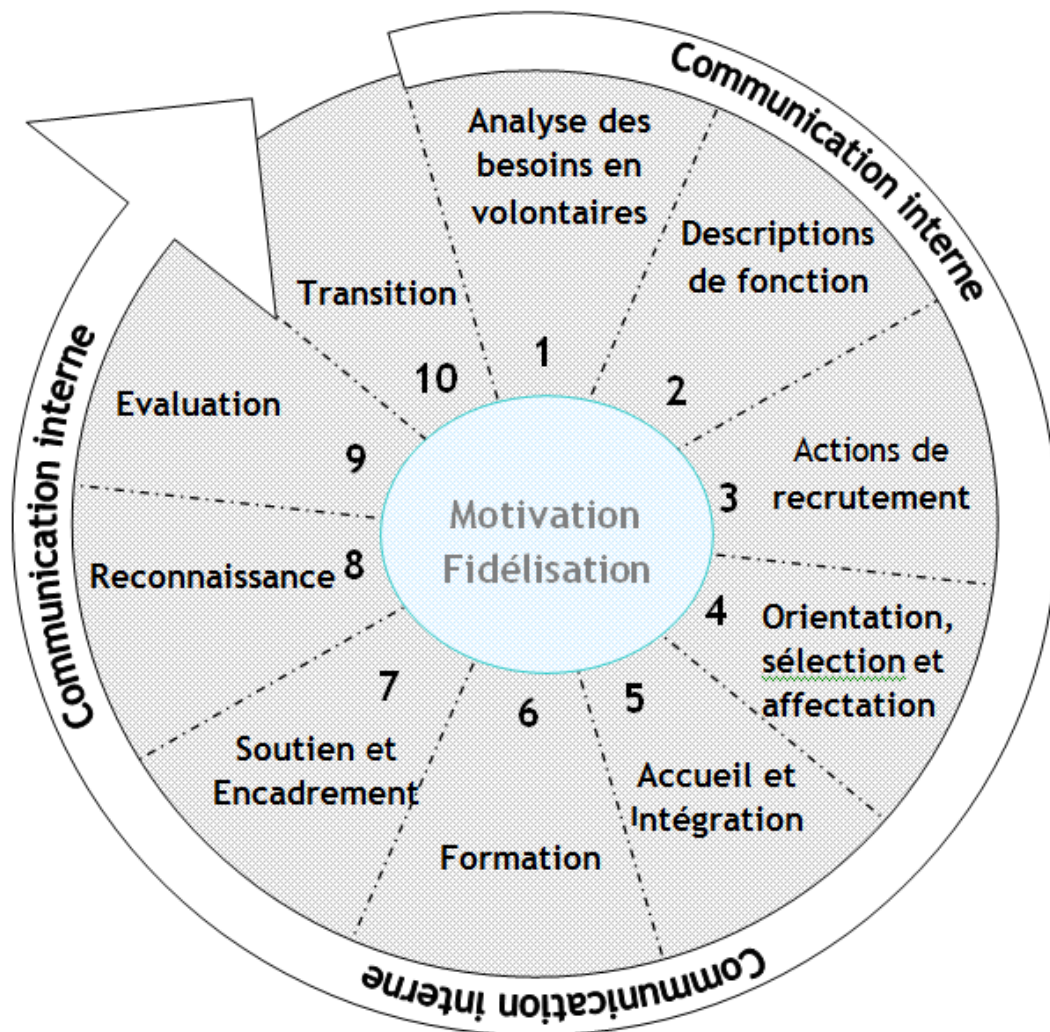 Communication interne
Analyse des
besoins en
volontaires
1
Descriptions
de fonction
2
Actions de
recrutement
3
Orientation,
sélection et
affectation
4
Accueil et
Intégration
5
Formation
6
Soutien et
Encadrement
7
Reconnaissance
8
Evaluation
9
Transition
10
Motivation
Fidélisation
Communication interne
Communication interne